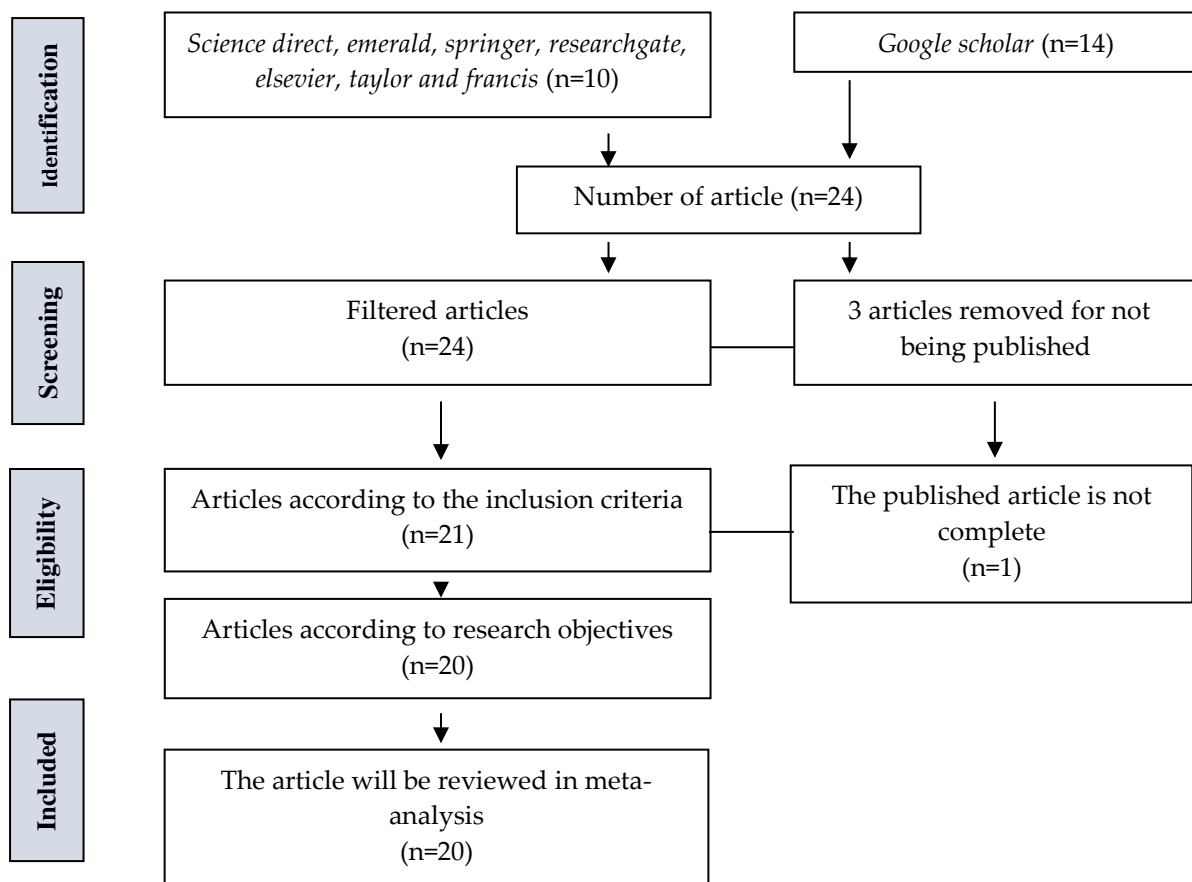 Identification
Science direct, emerald, springer, researchgate,
elsevier, taylor and francis (n=10)
Google scholar (n=14)
Number of article (n=24)
Screening
Filtered articles
(n=24)
3 articles removed for not
being published
Eligibility
Articles according to the inclusion criteria
(n=21)
The published article is not
complete
(n=1)
Articles according to research objectives
(n=20)
Included
The article will be reviewed in meta-
analysis
(n=20)